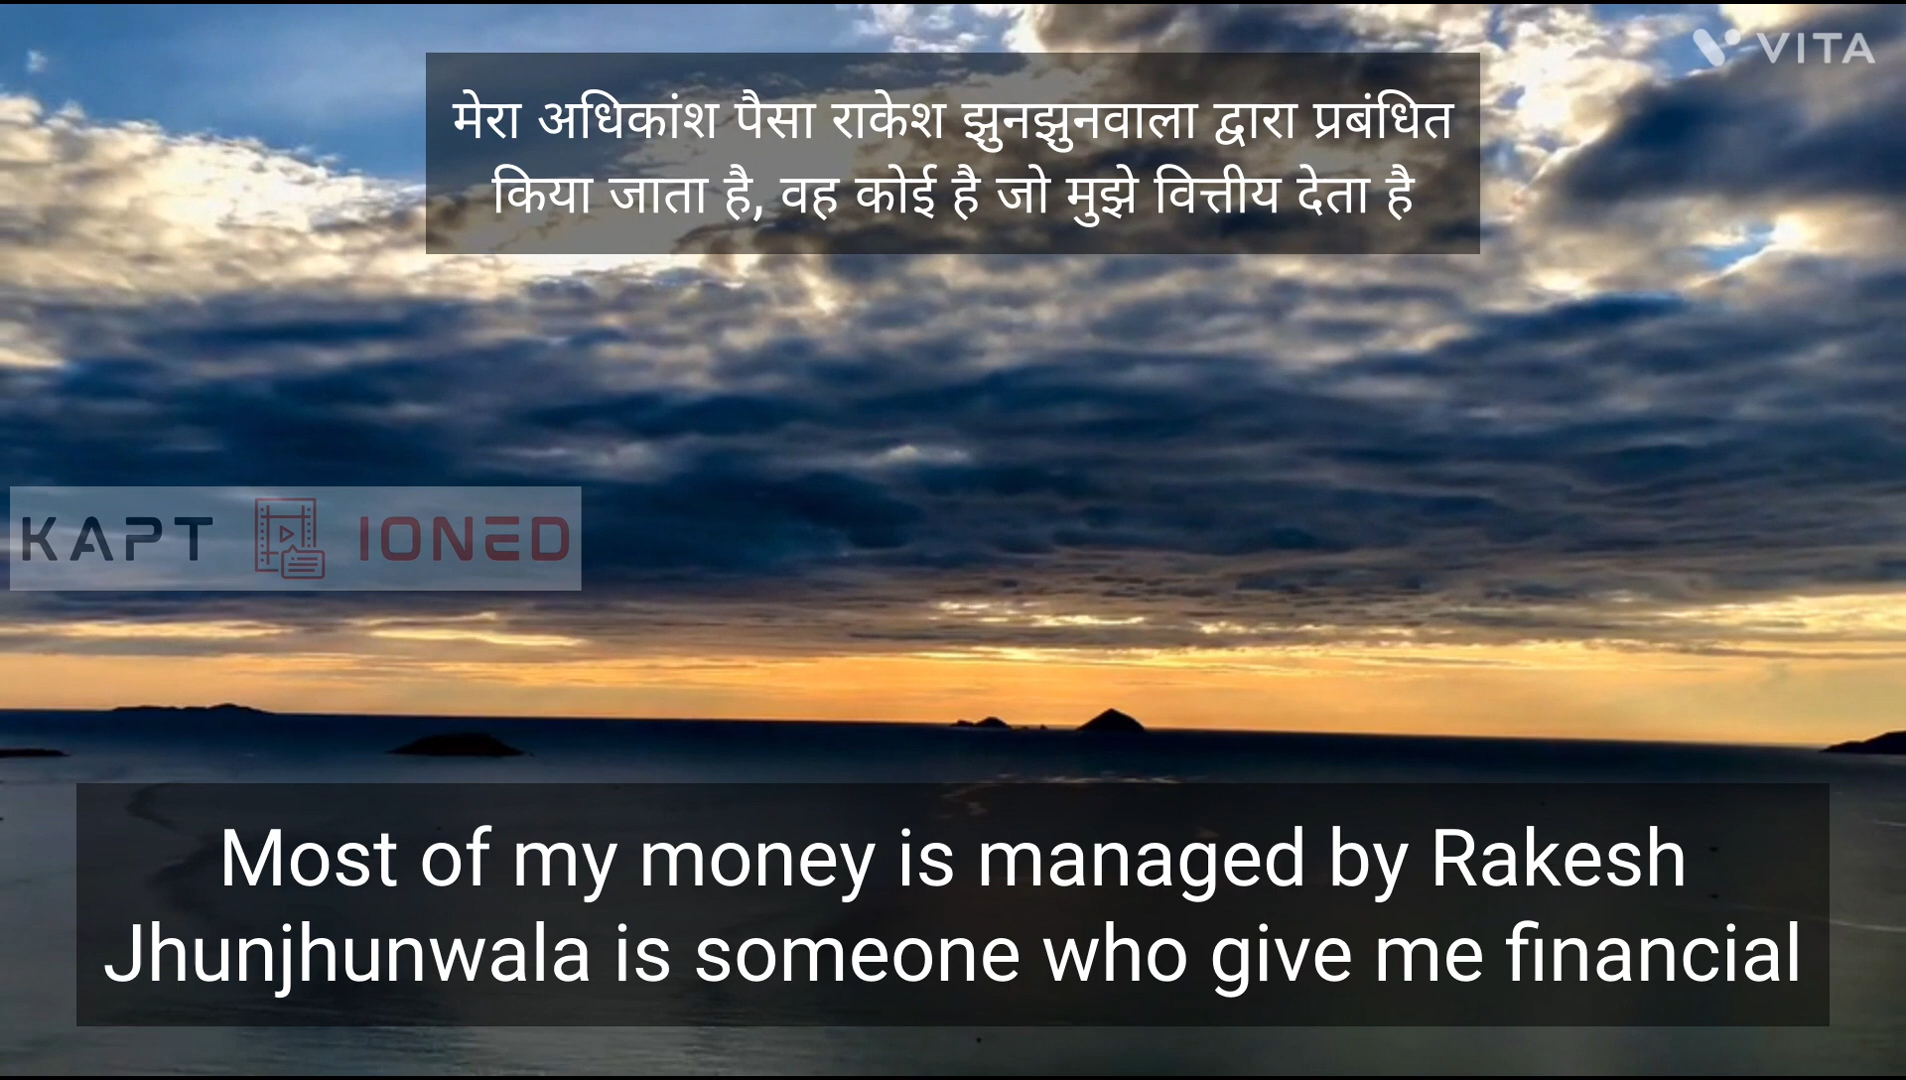 VITA
मेरा अधिकांश पैसा राकेश झुनझुनवाला द्वारा प्रबंधित
किया जाता है, वह कोई है जो मुझे वित्तीय देता है
KAPT IONED
Most of my money is managed by Rakesh
Jhunjhunwala is someone who give me financial